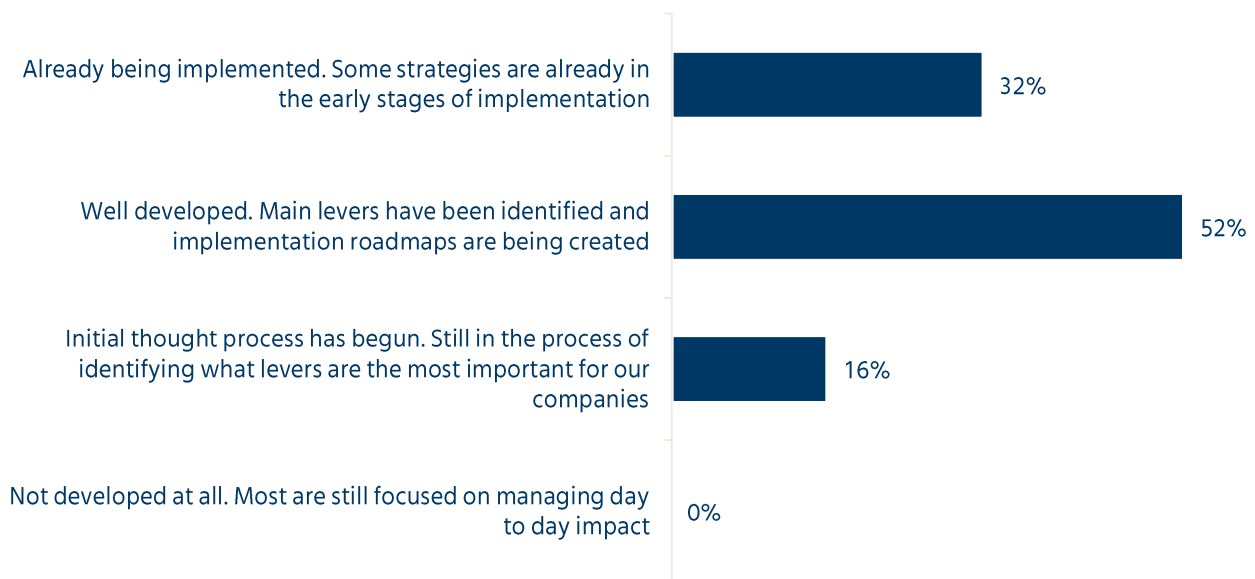 Already being implemented. Some strategies are already in
the early stages of implementation
32%
Well developed. Main levers have been identified and
implementation roadmaps are being created
52%
Initial thought process has begun. Still in the process of
identifying what levers are the most important for our
companies
16%
Not developed at all. Most are still focused on managing day
to day impact
0%